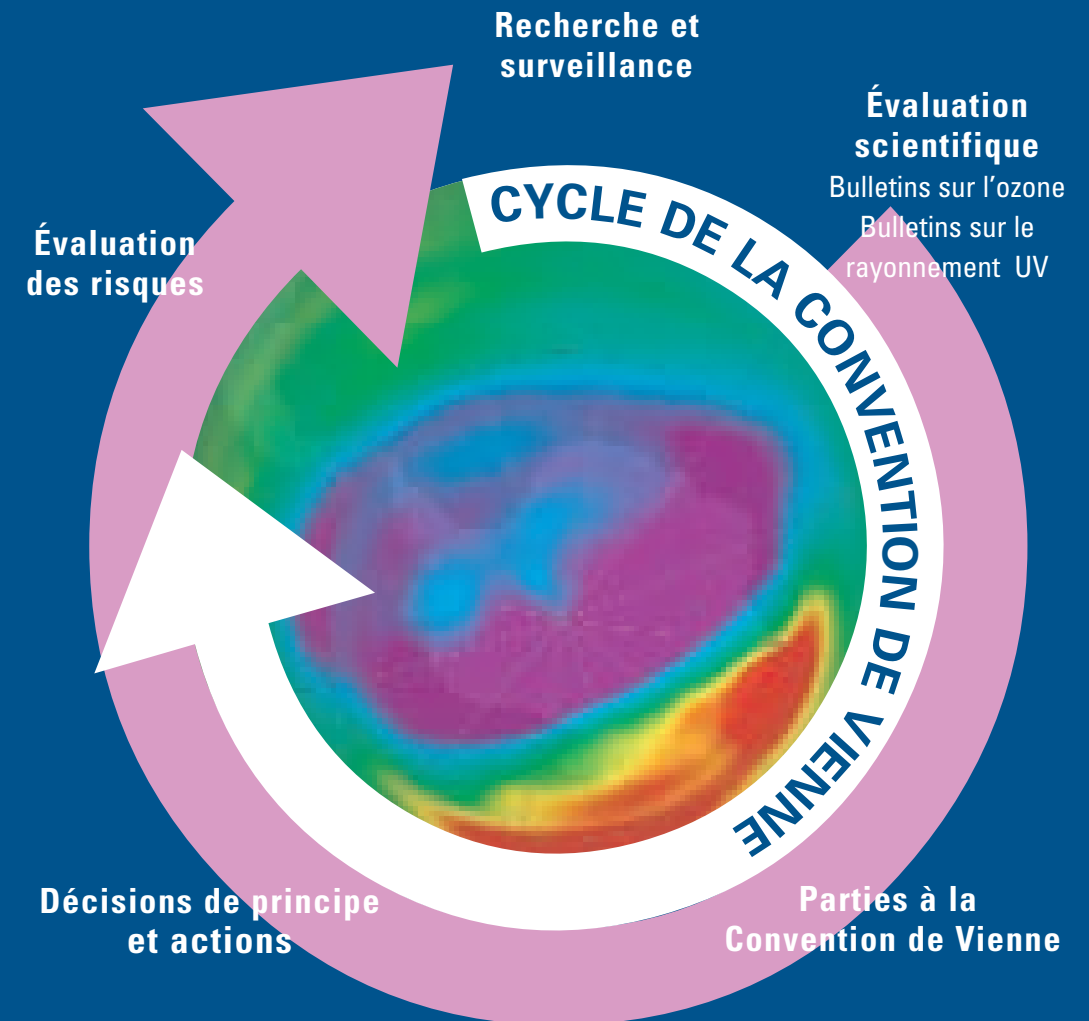 Recherche et
surveillance
Évaluation
scientifique
Bulletins sur l'ozone
Bulletins sur le
rayonnement UV
CYCLE DE LA CONVENTION DE VIENNE
Évaluation
des risques
Décisions de principe
et actions
Parties à la
Convention de Vienne